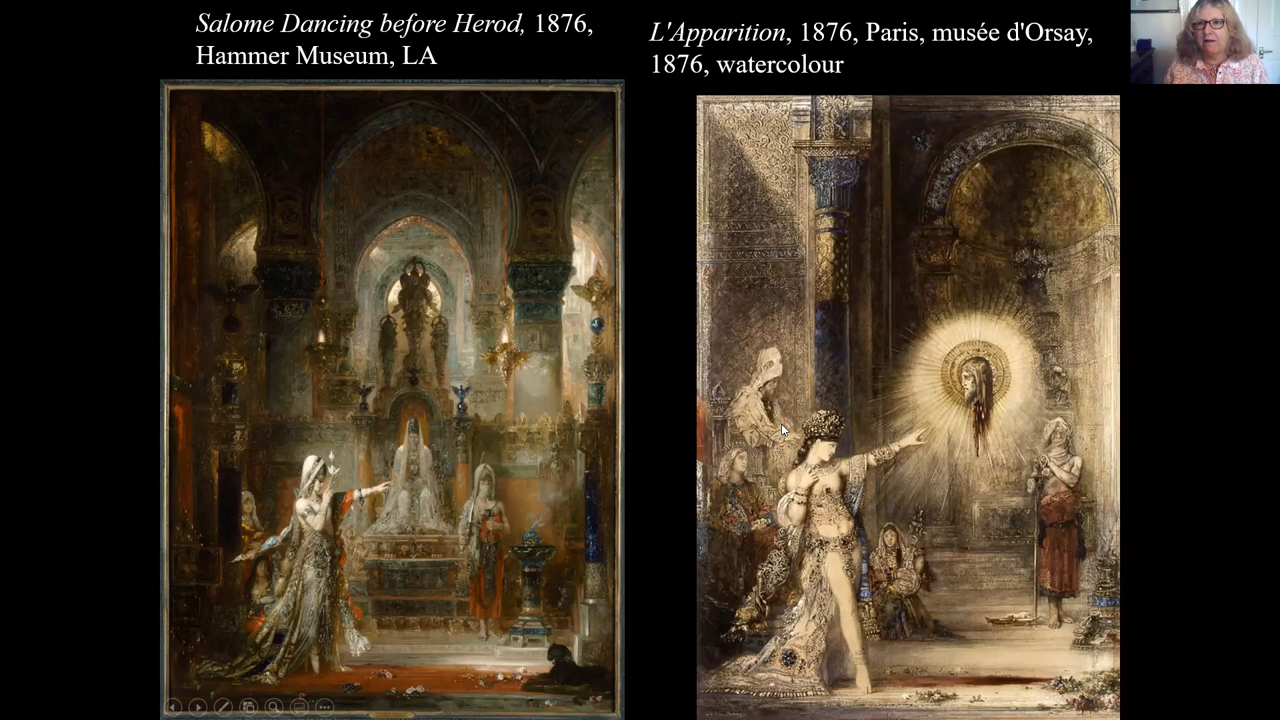 Salome Dancing before Herod, 1876,
Hammer Museum, LA
L'Apparition, 1876, Paris, musée d'Orsay,
1876, watercolour